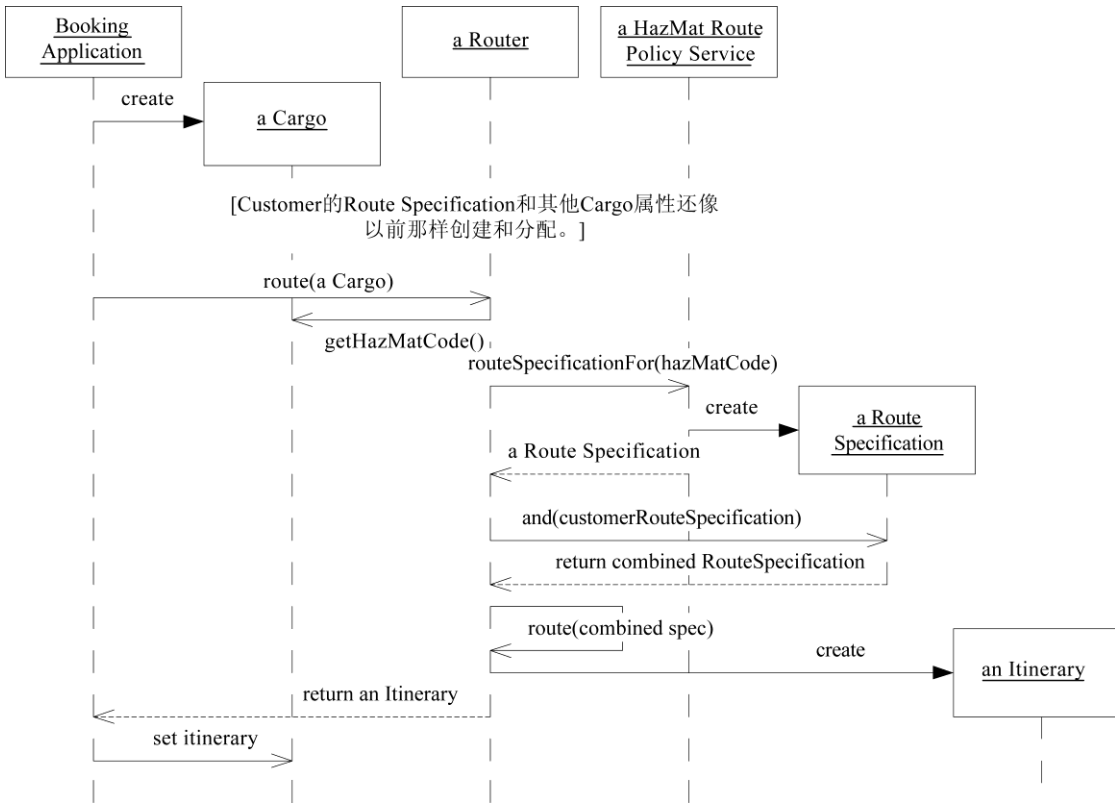 Booking
Application
a Router
a HazMat Route
Policy Service
create
a Cargo
[Customer的Route Specification和其他Cargo属性还像
以前那样创建和分配。]
route(a Cargo)
getHazMatCode()
routeSpecificationFor(hazMatCode)
create
a Route
Specification
a Route Specification
and(customerRouteSpecification)
return combined RouteSpecification
route(combined spec)
create
an Itinerary
return an Itinerary
set itinerary